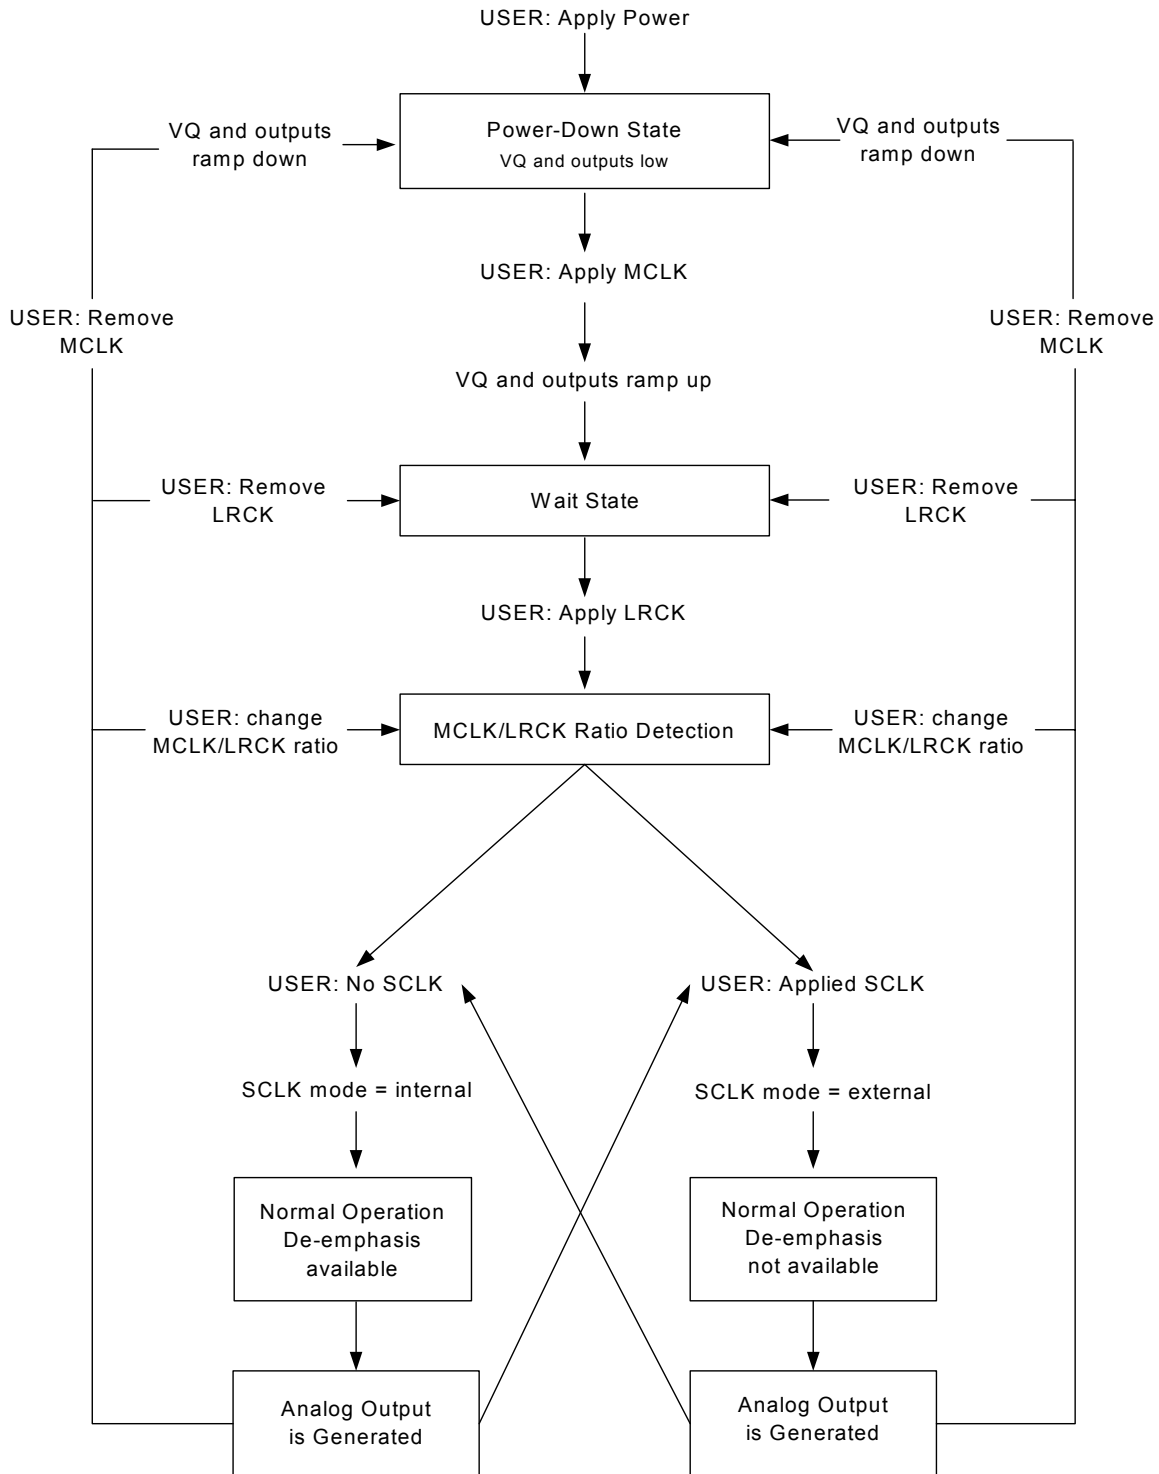 USER: Apply Power
VQ and outputs
ramp down
Power-Down State
VQ and outputs low
VQ and outputs
ramp down
USER: Apply MCLK
USER: Remove
MCLK
USER: Remove
MCLK
VQ and outputs ramp up
USER: Remove
LRCK
Wait State
USER: Remove
LRCK
USER: Apply LRCK
USER: change
MCLK/LRCK ratio
MCLK/LRCK Ratio Detection
USER: change
MCLK/LRCK ratio
USER: No SCLK
USER: Applied SCLK
SCLK mode = internal
SCLK mode = external
Normal Operation
De-emphasis
available
Normal Operation
De-emphasis
not available
Analog Output
is Generated
Analog Output
is Generated